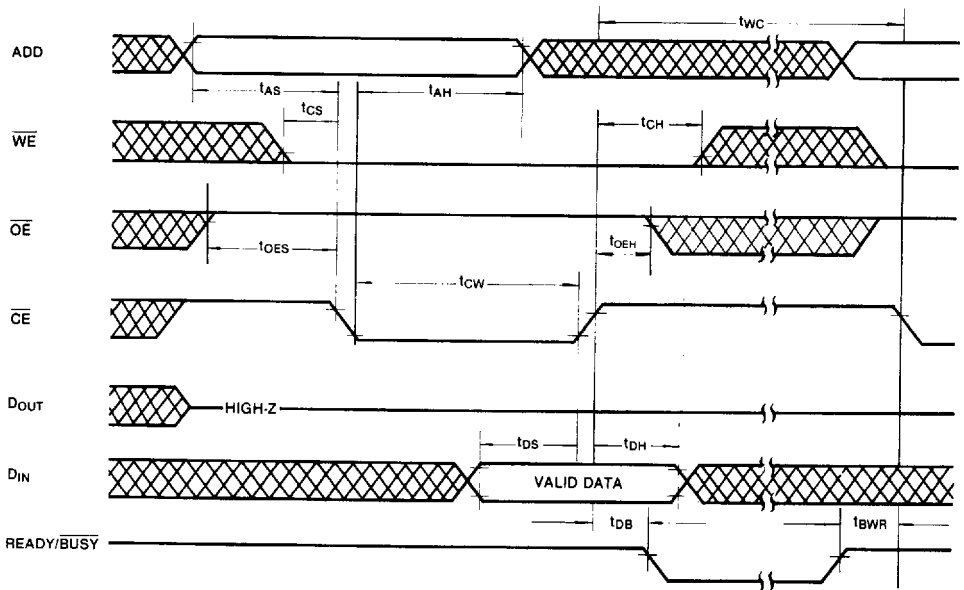 tWC
ADD
tAS
tAH
tCS
tCH
WE
OE
tOES
tOEH
tCW
CE
DOUT
HIGH-Z
tDS
tDH
DIN
VALID DATA
tDB
tBWR
READY/BUSY